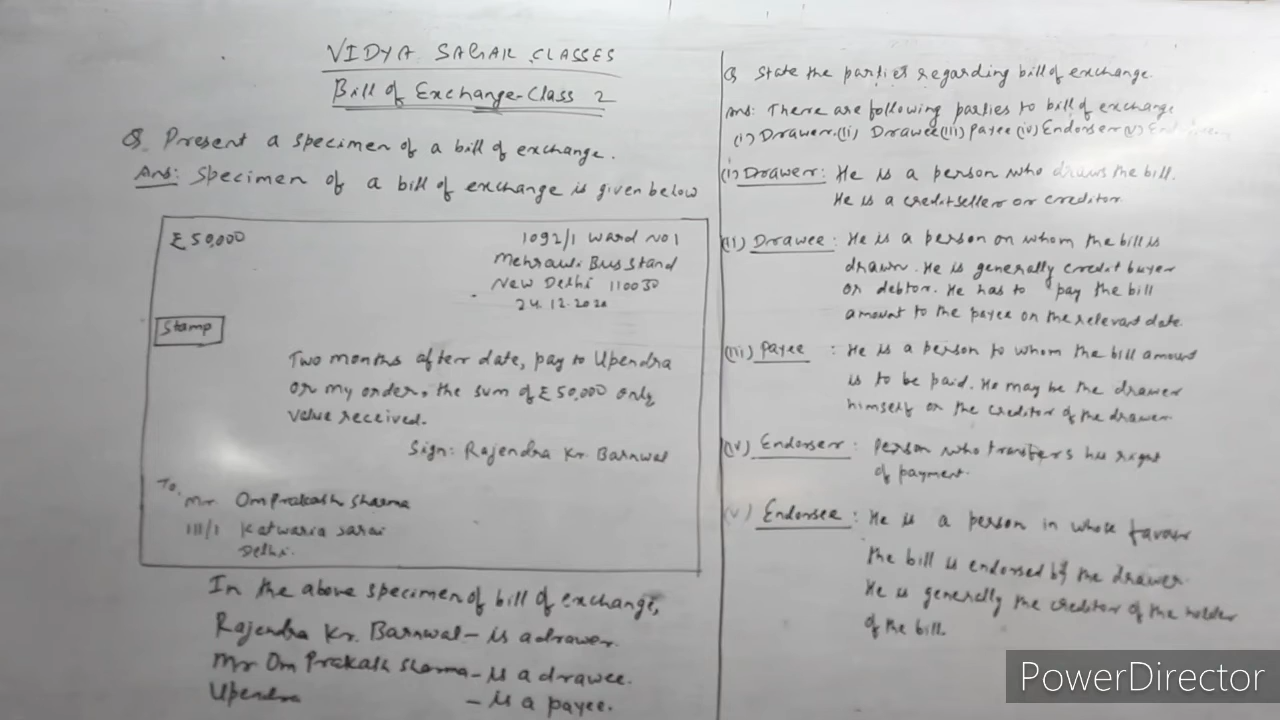 VIDYA SAGAR CLASSES
Bill of Exchange-Class 2
Q. Present a specimen of a bill of exchange.
Ans: Specimen of a bill of exchange is given below
₹ 50,000
1092/1 Ward No 1
Mehrauli Bus Stand
New Delhi 110030
24.12.2020
Stamp
Two months after date, pay to Upendra
or my order, the sum of ₹ 50,000 only
value received.
Sign: Rajendra Kr. Barnwal
To,
Mr Om Prakash Sharma
111/1 Katwaria Sarai
Delhi.
In the above specimen of bill of exchange,
Rajendra Kr. Barnwal - is a drawer.
Mr Om Prakash Sharma - is a drawee.
Upendra - is a payee.
Q State the parties regarding bill of exchange.
Ans: There are following parties to bill of exchange
(i) Drawer (ii) Drawee (iii) Payee (iv) Endorser (v)
(i) Drawer: He is a person who draws the bill.
He is a credit seller or creditor.
(ii) Drawee: He is a person on whom the bill is
drawn. He is generally credit buyer
or debtor. He has to pay the bill
amount to the payee on the relevant date.
(iii) Payee : He is a person to whom the bill amount
is to be paid. He may be the drawer
himself or the creditor of the drawer.
(iv) Endorser: Person who transfers his right
of payment.
(v) Endorsee: He is a person in whose favour
the bill is endorsed by the drawer.
He is generally the creditor of the holder
of the bill.
PowerDirector